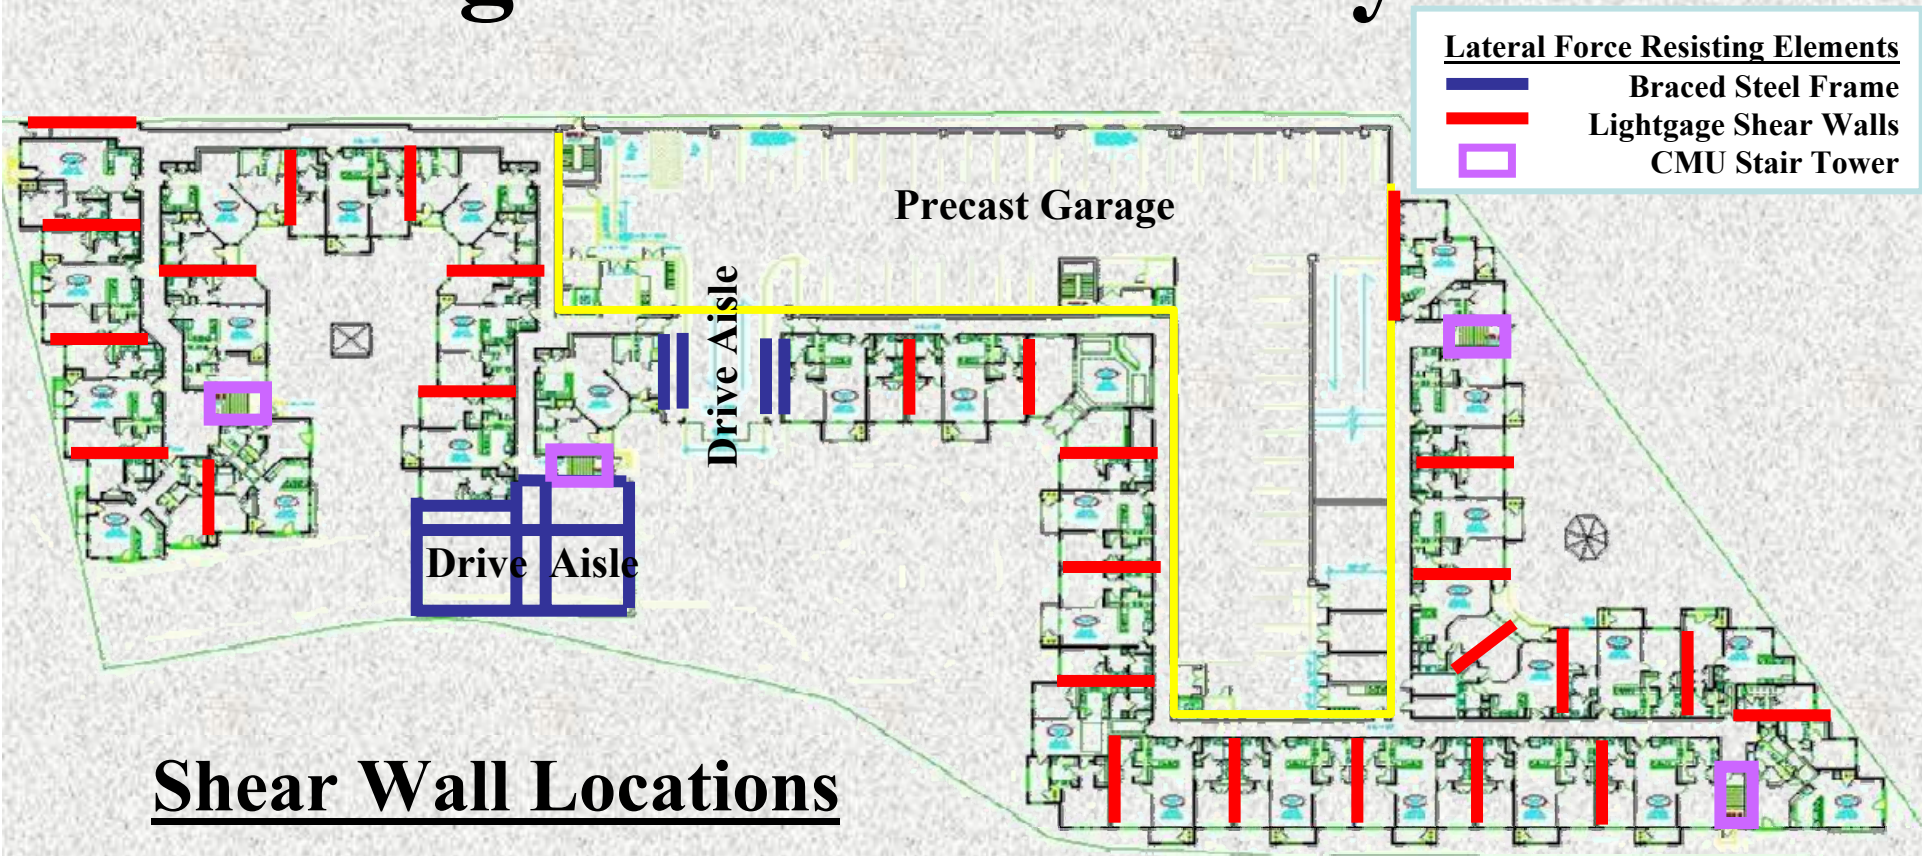 Lateral Force Resisting Elements
Braced Steel Frame
Lightgage Shear Walls
CMU Stair Tower
Precast Garage
Drive Aisle
Drive Aisle
Shear Wall Locations